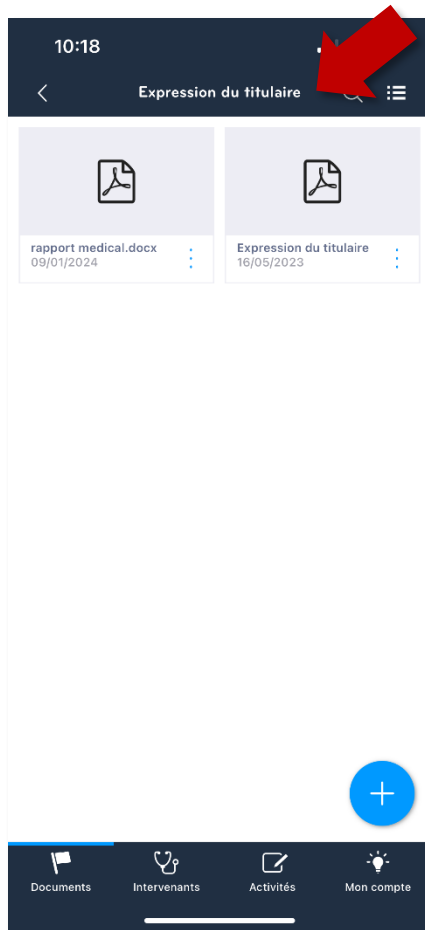 10:18
Expression du titulaire
rapport medical.docx
09/01/2024
Expression du titulaire
16/05/2023
Documents
Intervenants
Activités
Mon compte